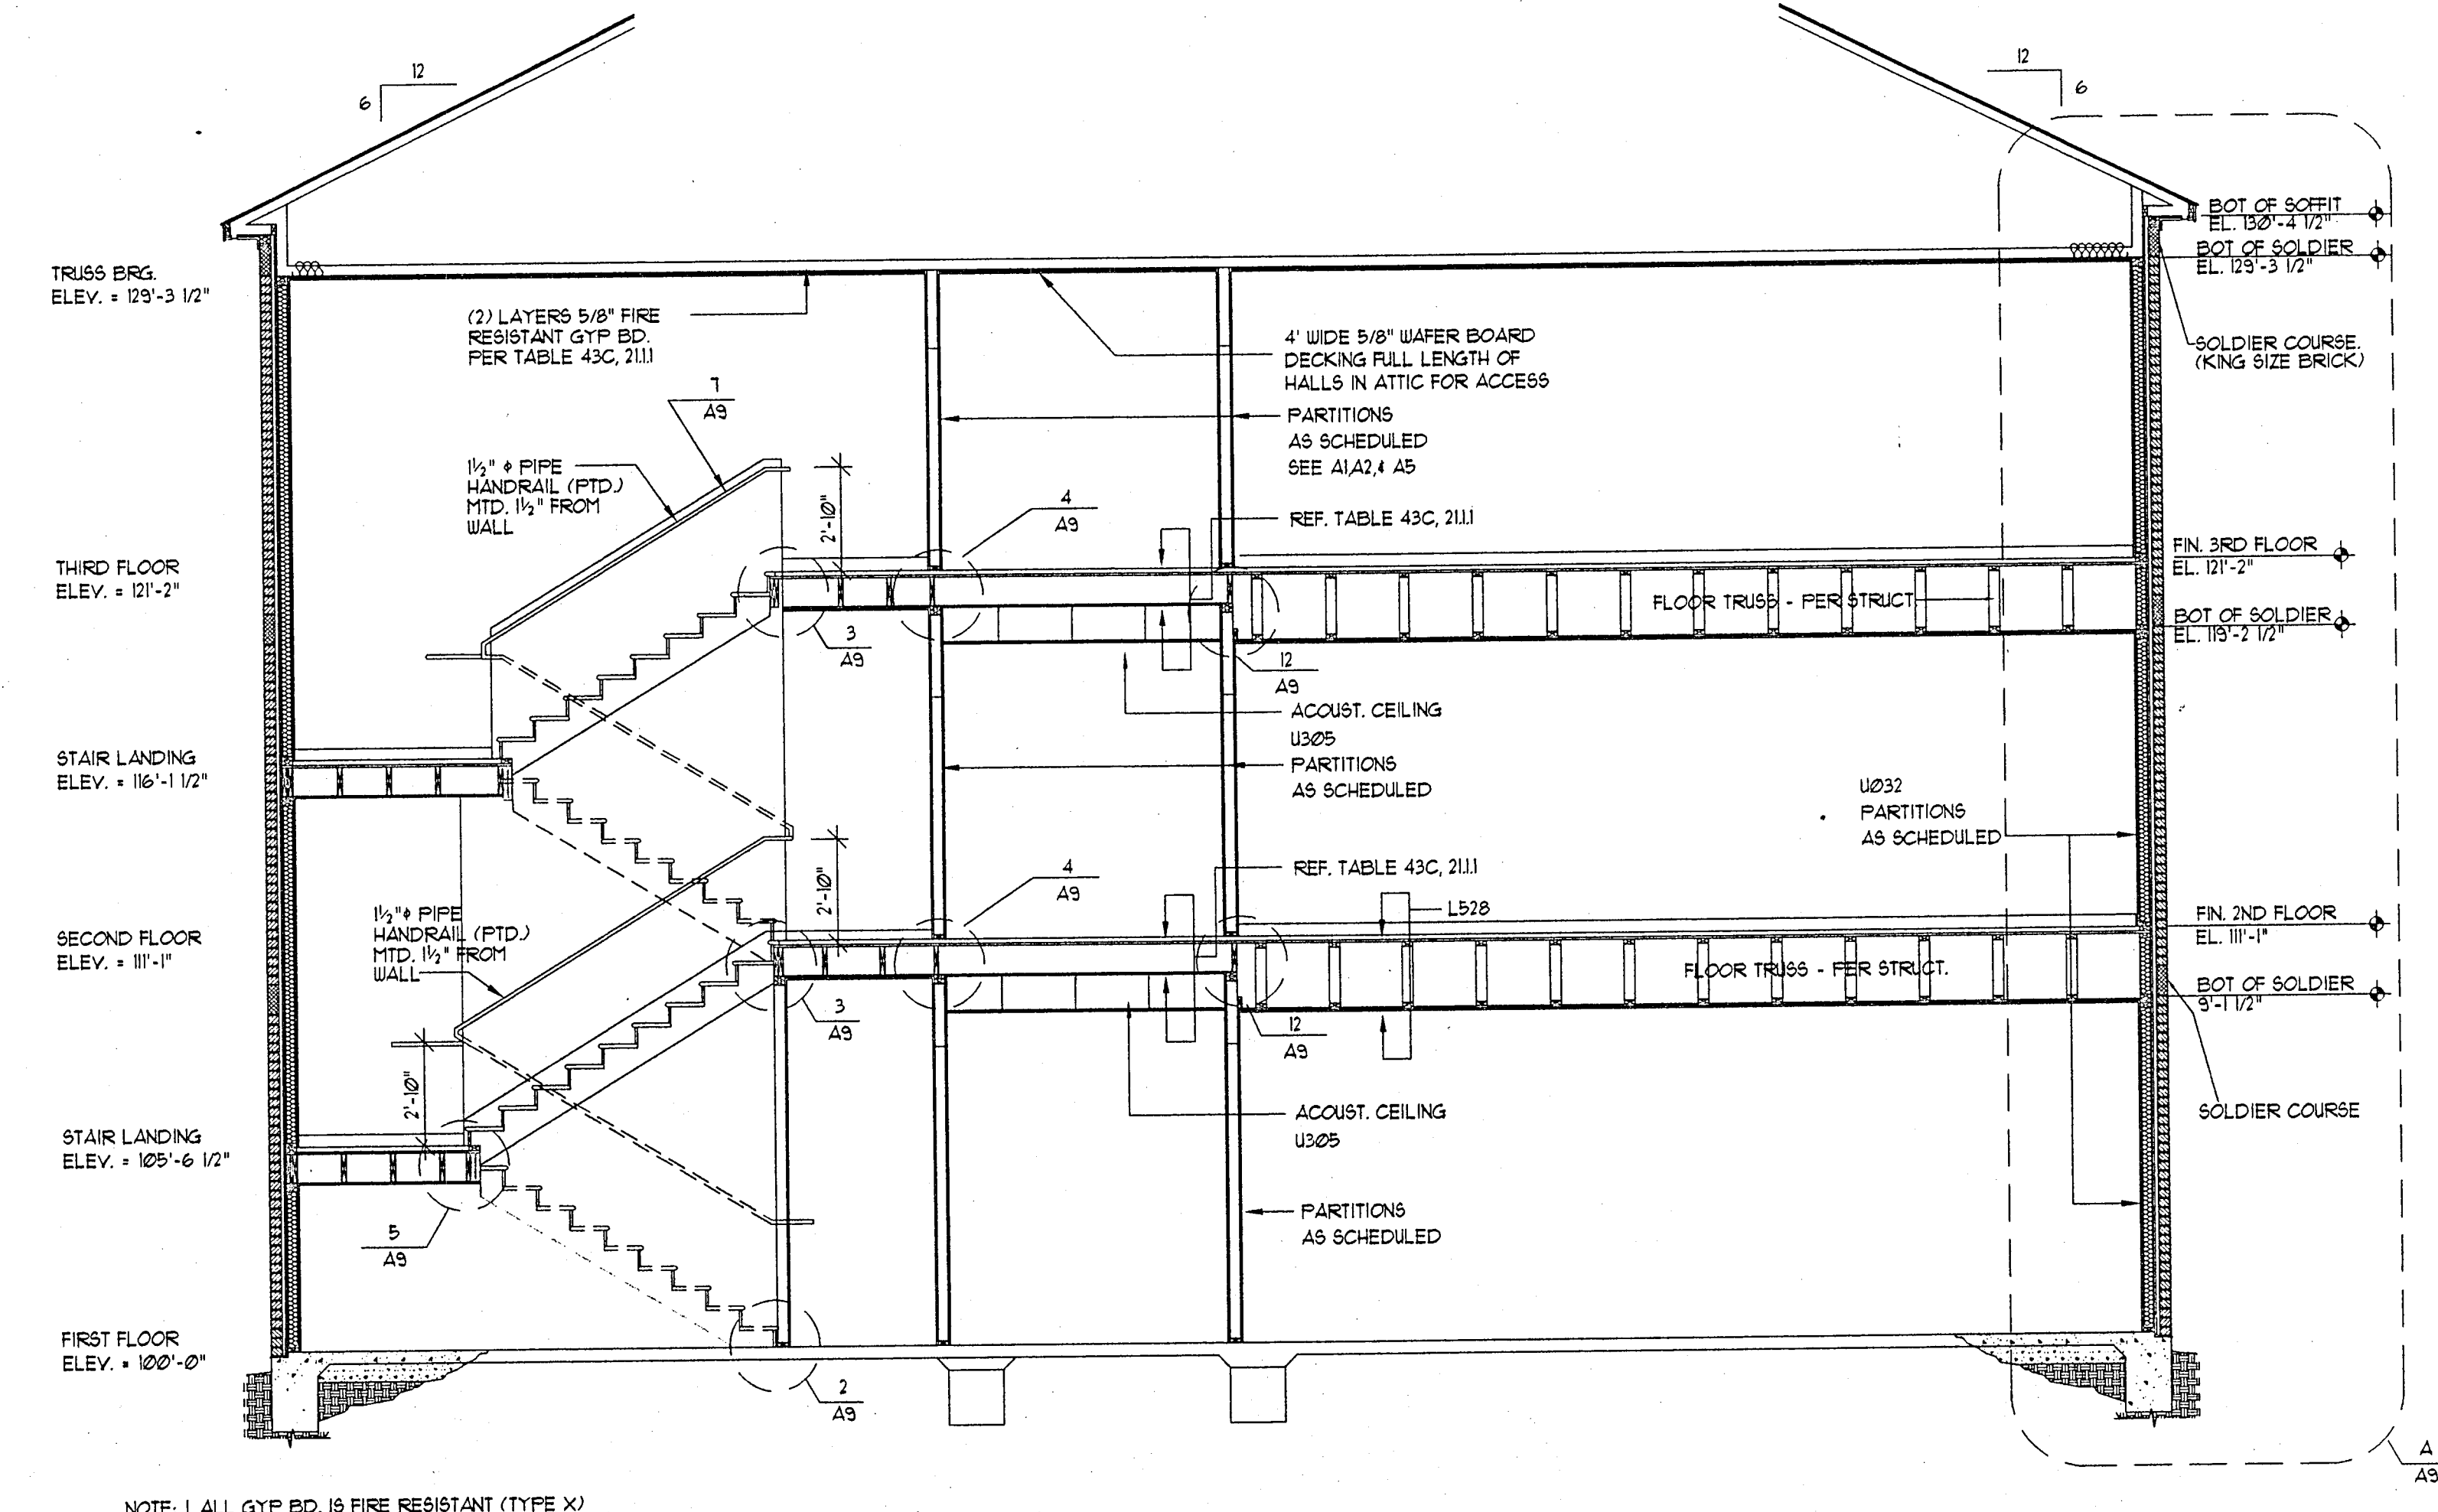 12
6
12
6
BOT OF SOFFIT
EL. 130'-4 1/2"
BOT OF SOLDIER
EL. 129'-3 1/2"
TRUSS BRG.
ELEV. = 129'-3 1/2"
(2) LAYERS 5/8" FIRE
RESISTANT GYP BD.
PER TABLE 43C, 21.1.1
4' WIDE 5/8" WAFER BOARD
DECKING FULL LENGTH OF
HALLS IN ATTIC FOR ACCESS
SOLDIER COURSE.
(KING SIZE BRICK)
7
A9
PARTITIONS
AS SCHEDULED
SEE A1,A2,& A5
1½" ϕ PIPE
HANDRAIL (PTD.)
MTD. 1½" FROM
WALL
2'-10"
4
A9
REF. TABLE 43C, 21.1.1
THIRD FLOOR
ELEV. = 121'-2"
FIN. 3RD FLOOR
EL. 121'-2"
FLOOR TRUSS - PER STRUCT
BOT OF SOLDIER
EL. 119'-2 1/2"
3
A9
12
A9
ACOUST. CEILING
U305
STAIR LANDING
ELEV. = 116'-1 1/2"
PARTITIONS
AS SCHEDULED
U032
PARTITIONS
AS SCHEDULED
2'-10"
4
A9
REF. TABLE 43C, 21.1.1
L528
1½"ϕ PIPE
HANDRAIL (PTD.)
MTD. 1½" FROM
WALL
SECOND FLOOR
ELEV. = 111'-1"
FIN. 2ND FLOOR
EL. 111'-1"
FLOOR TRUSS - PER STRUCT.
BOT OF SOLDIER
9'-1 1/2"
3
A9
12
A9
2'-10"
ACOUST. CEILING
U305
SOLDIER COURSE
STAIR LANDING
ELEV. = 105'-6 1/2"
PARTITIONS
AS SCHEDULED
5
A9
FIRST FLOOR
ELEV. = 100'-0"
2
A9
A
A9
NOTE: 1. ALL GYP BD. IS FIRE RESISTANT (TYPE X)